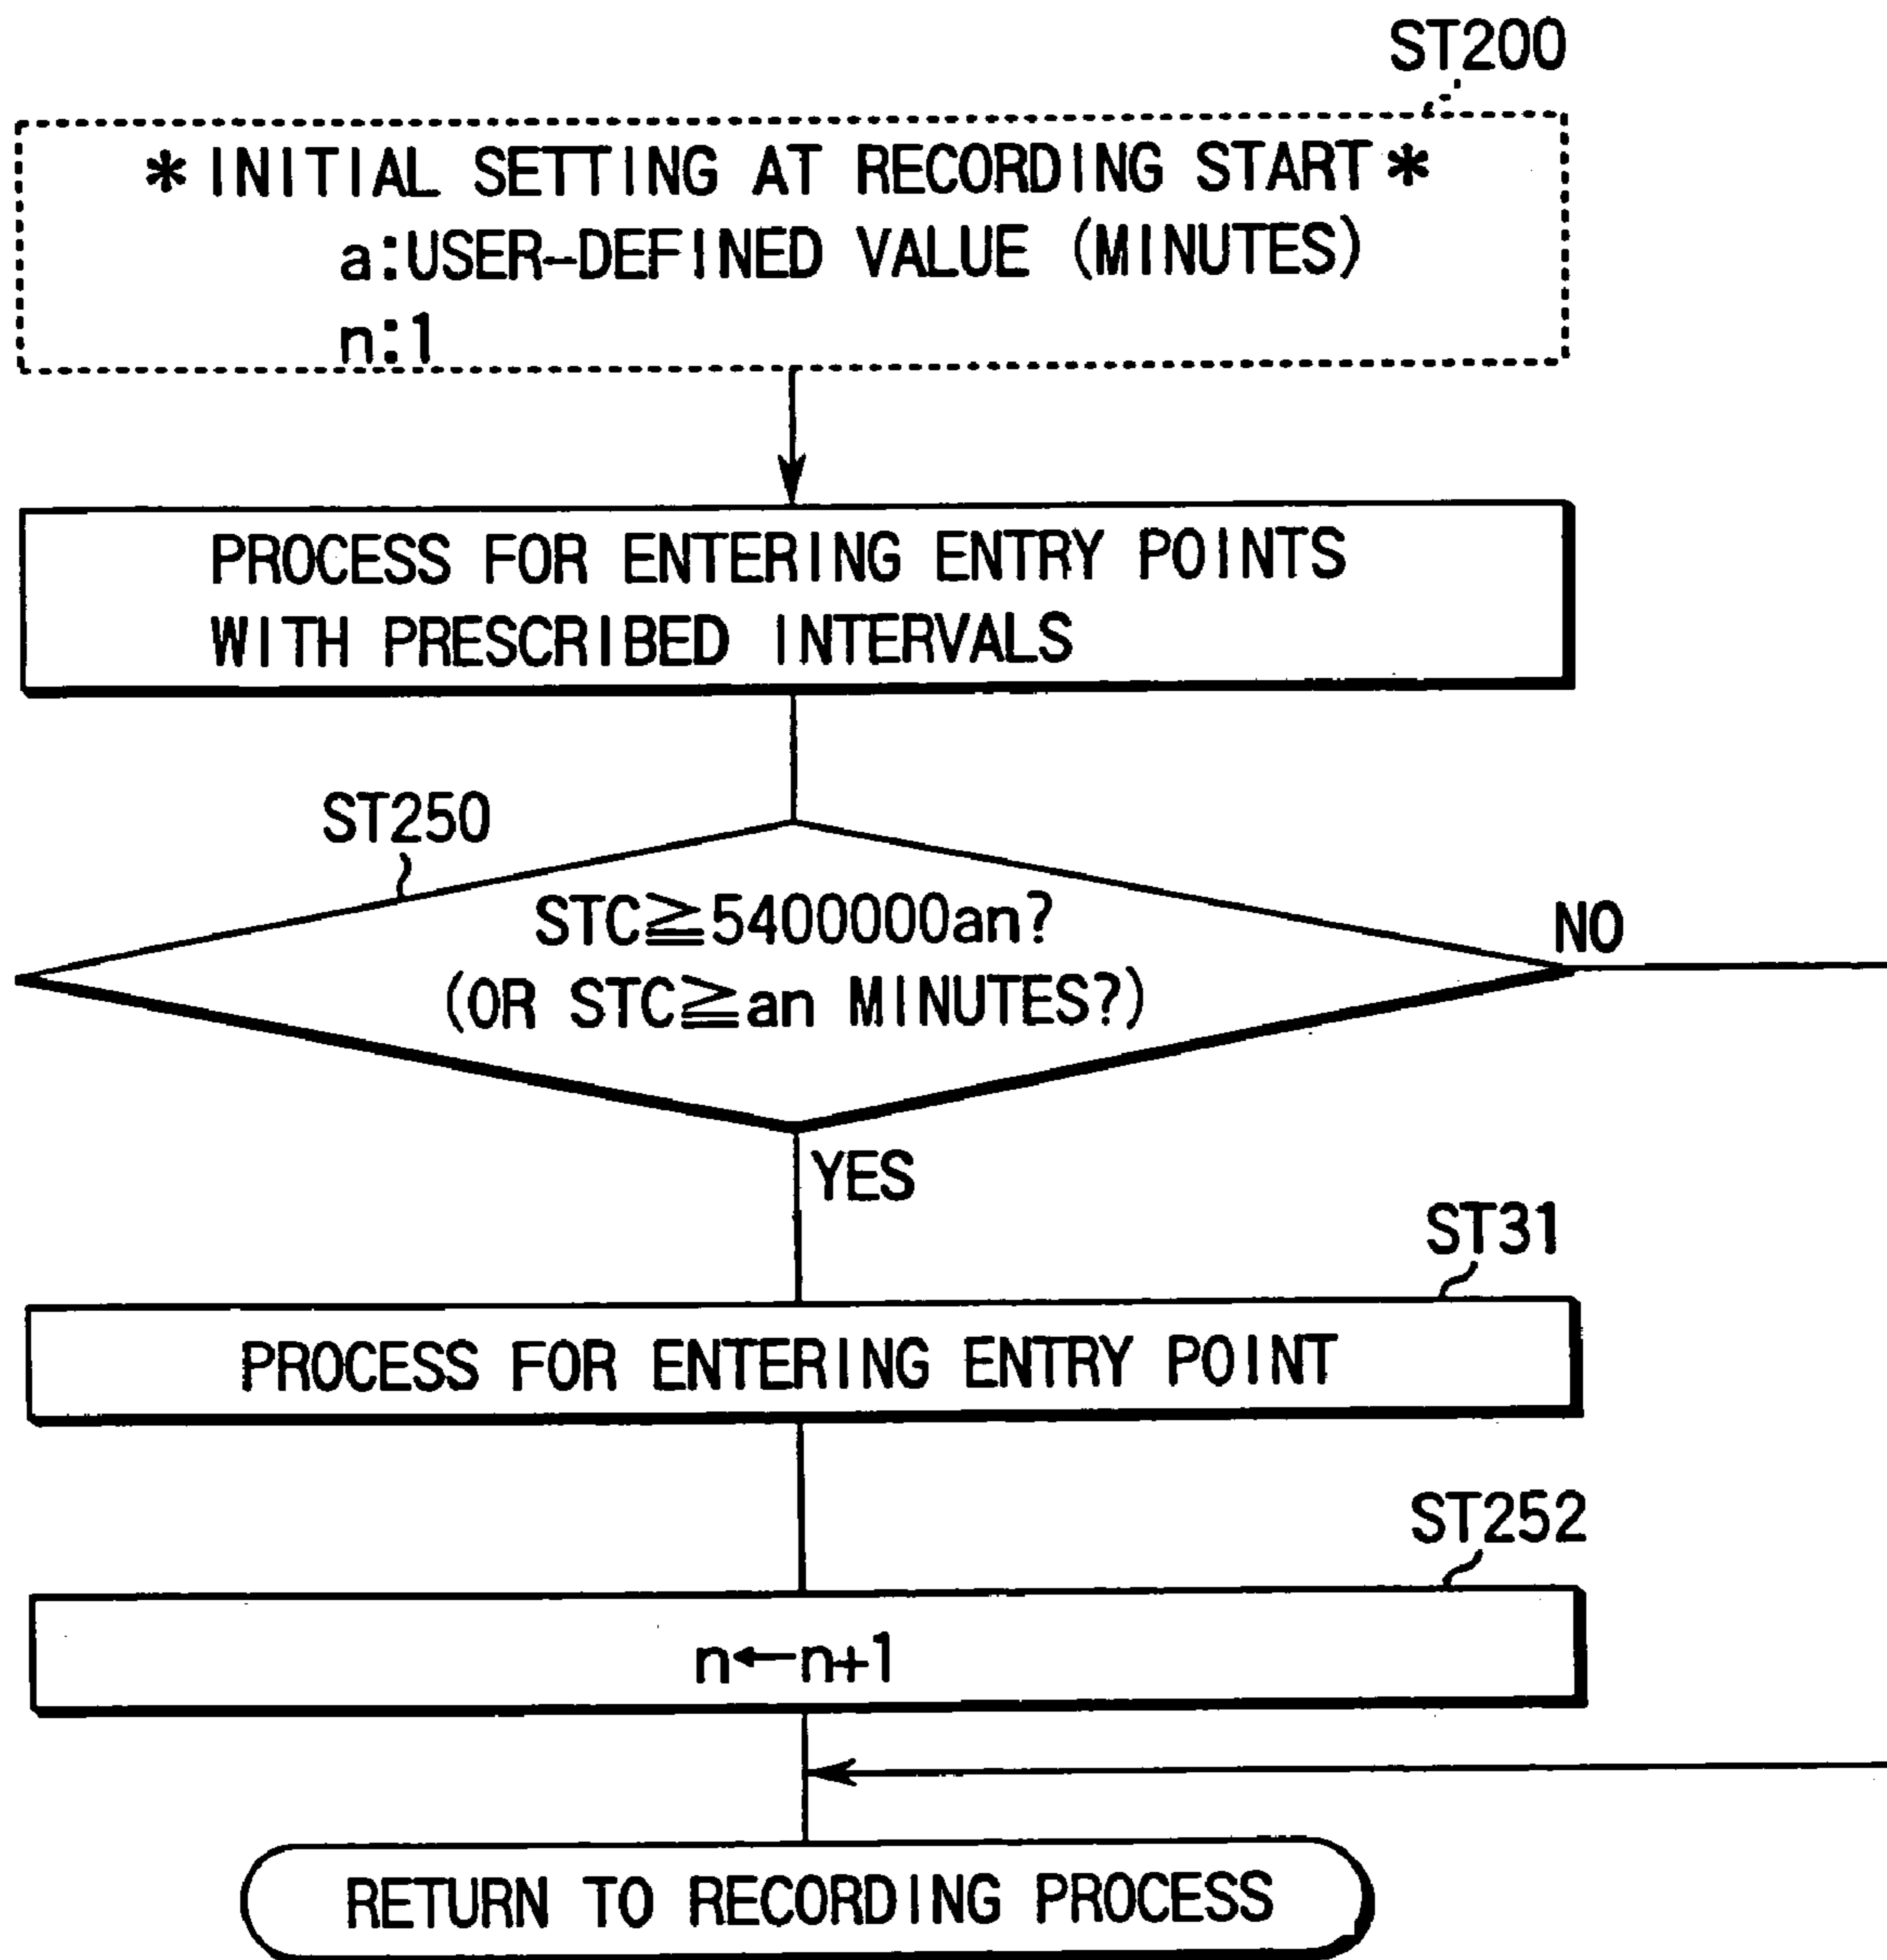 ST200
*INITIAL SETTING AT RECORDING START*
a:USER-DEFINED VALUE (MINUTES)
n:1
PROCESS FOR ENTERING ENTRY POINTS
WITH PRESCRIBED INTERVALS
ST250
STC≧5400000an?
(OR STC≧an MINUTES?)
NO
YES
ST31
PROCESS FOR ENTERING ENTRY POINT
ST252
n←n+1
RETURN TO RECORDING PROCESS